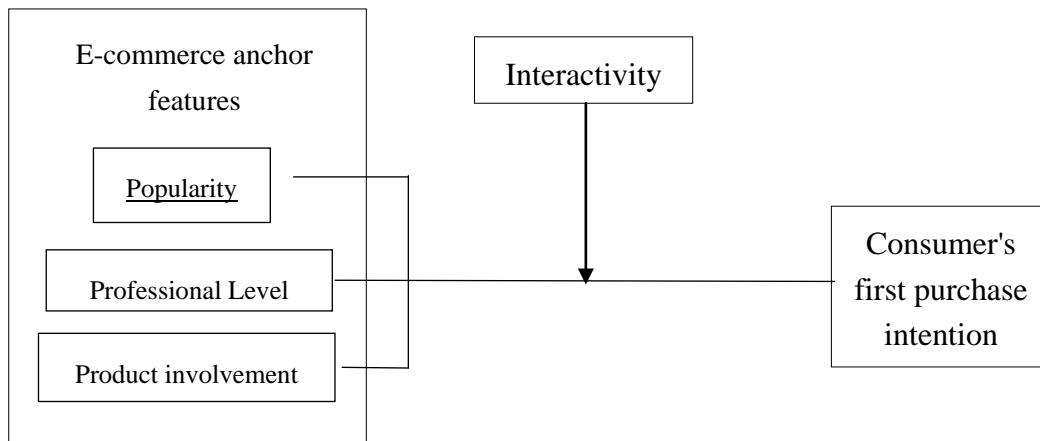 E-commerce anchor
features
Interactivity
Popularity
Professional Level
Product involvement
Consumer's
first purchase
intention